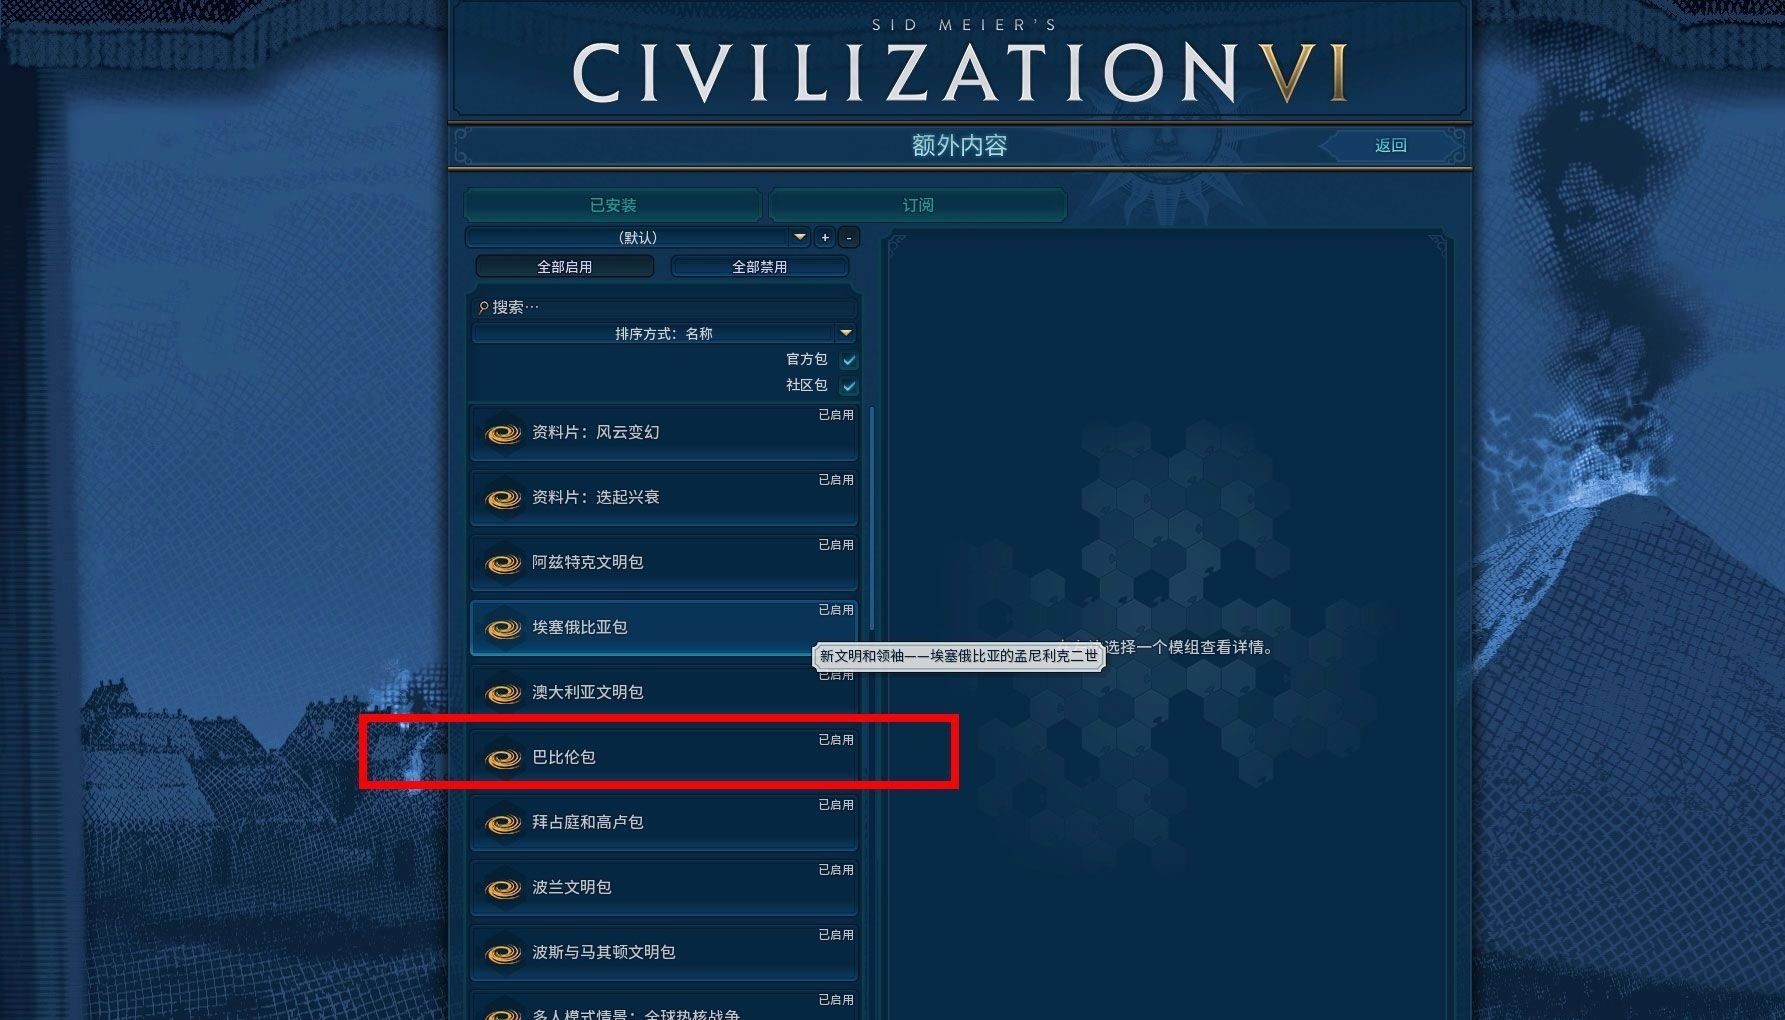 SID MEIER'S
CIVILIZATION VI
额外内容
返回
已安装
订阅
(默认)
+
-
全部启用
全部禁用
搜索…
排序方式：名称
官方包
社区包
已启用
资料片：风云变幻
已启用
资料片：迭起兴衰
已启用
阿兹特克文明包
已启用
埃塞俄比亚包
选择一个模组查看详情。
新文明和领袖——埃塞俄比亚的孟尼利克二世
已启用
澳大利亚文明包
已启用
巴比伦包
已启用
拜占庭和高卢包
已启用
波兰文明包
已启用
波斯与马其顿文明包
已启用
多人模式情景：全球热核战争